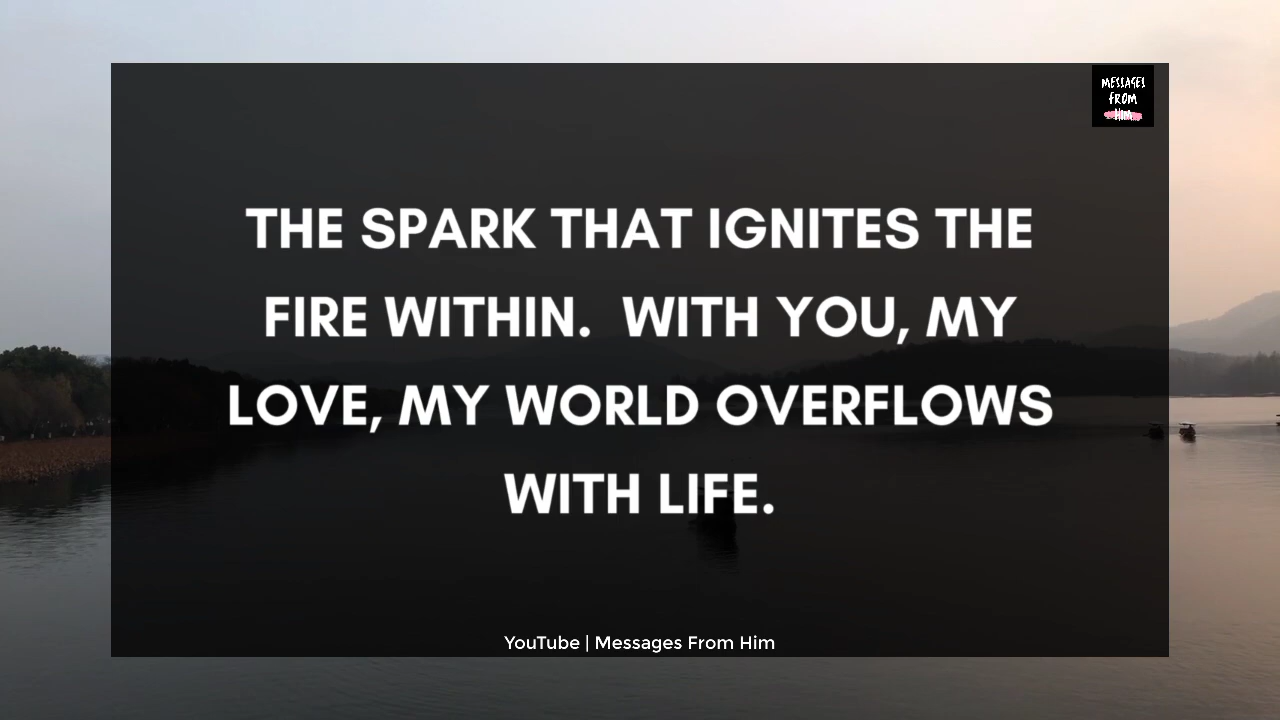 MESSAGES
FROM
HIM
THE SPARK THAT IGNITES THE
FIRE WITHIN.  WITH YOU, MY
LOVE, MY WORLD OVERFLOWS
WITH LIFE.
YouTube | Messages From Him